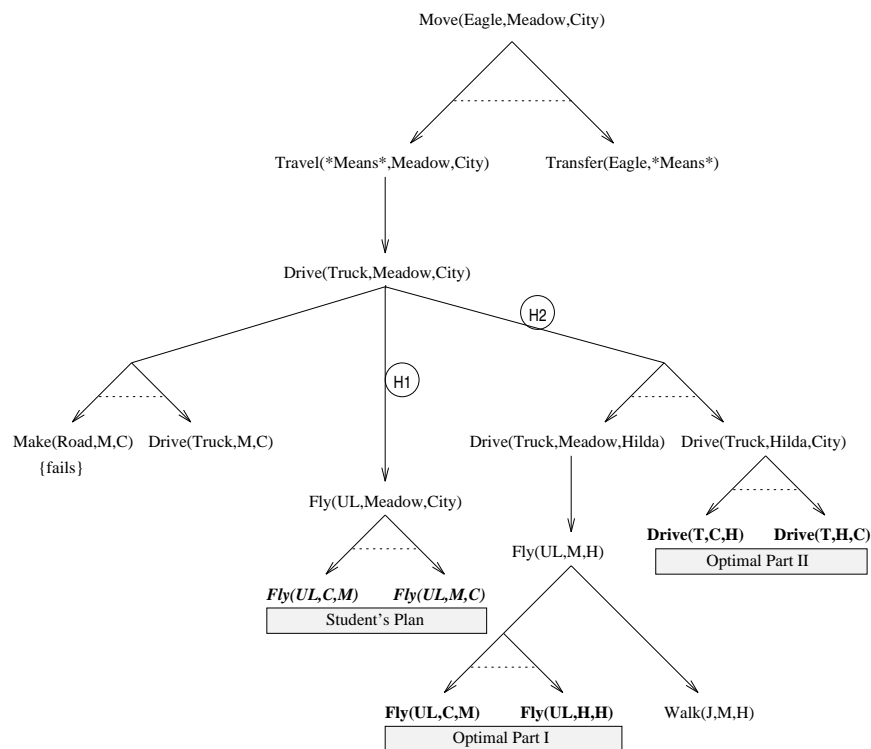 Move(Eagle,Meadow,City)
Travel(*Means*,Meadow,City) Transfer(Eagle,*Means*)
Drive(Truck,Meadow,City)
H2
H1
Make(Road,M,C) Drive(Truck,M,C) Drive(Truck,Meadow,Hilda) Drive(Truck,Hilda,City)
{fails}
Fly(UL,Meadow,City)
Drive(T,C,H) Drive(T,H,C)
Fly(UL,M,H)
Optimal Part II
Fly(UL,C,M) Fly(UL,M,C)
Student's Plan
Fly(UL,C,M) Fly(UL,H,H) Walk(J,M,H)
Optimal Part I